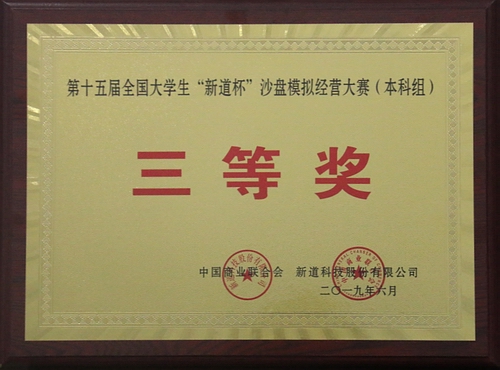 第十五届全国大学生“新道杯”沙盘模拟经营大赛（本科组）
三等奖
中国商业联合会 新道科技股份有限公司
二〇一九年六月